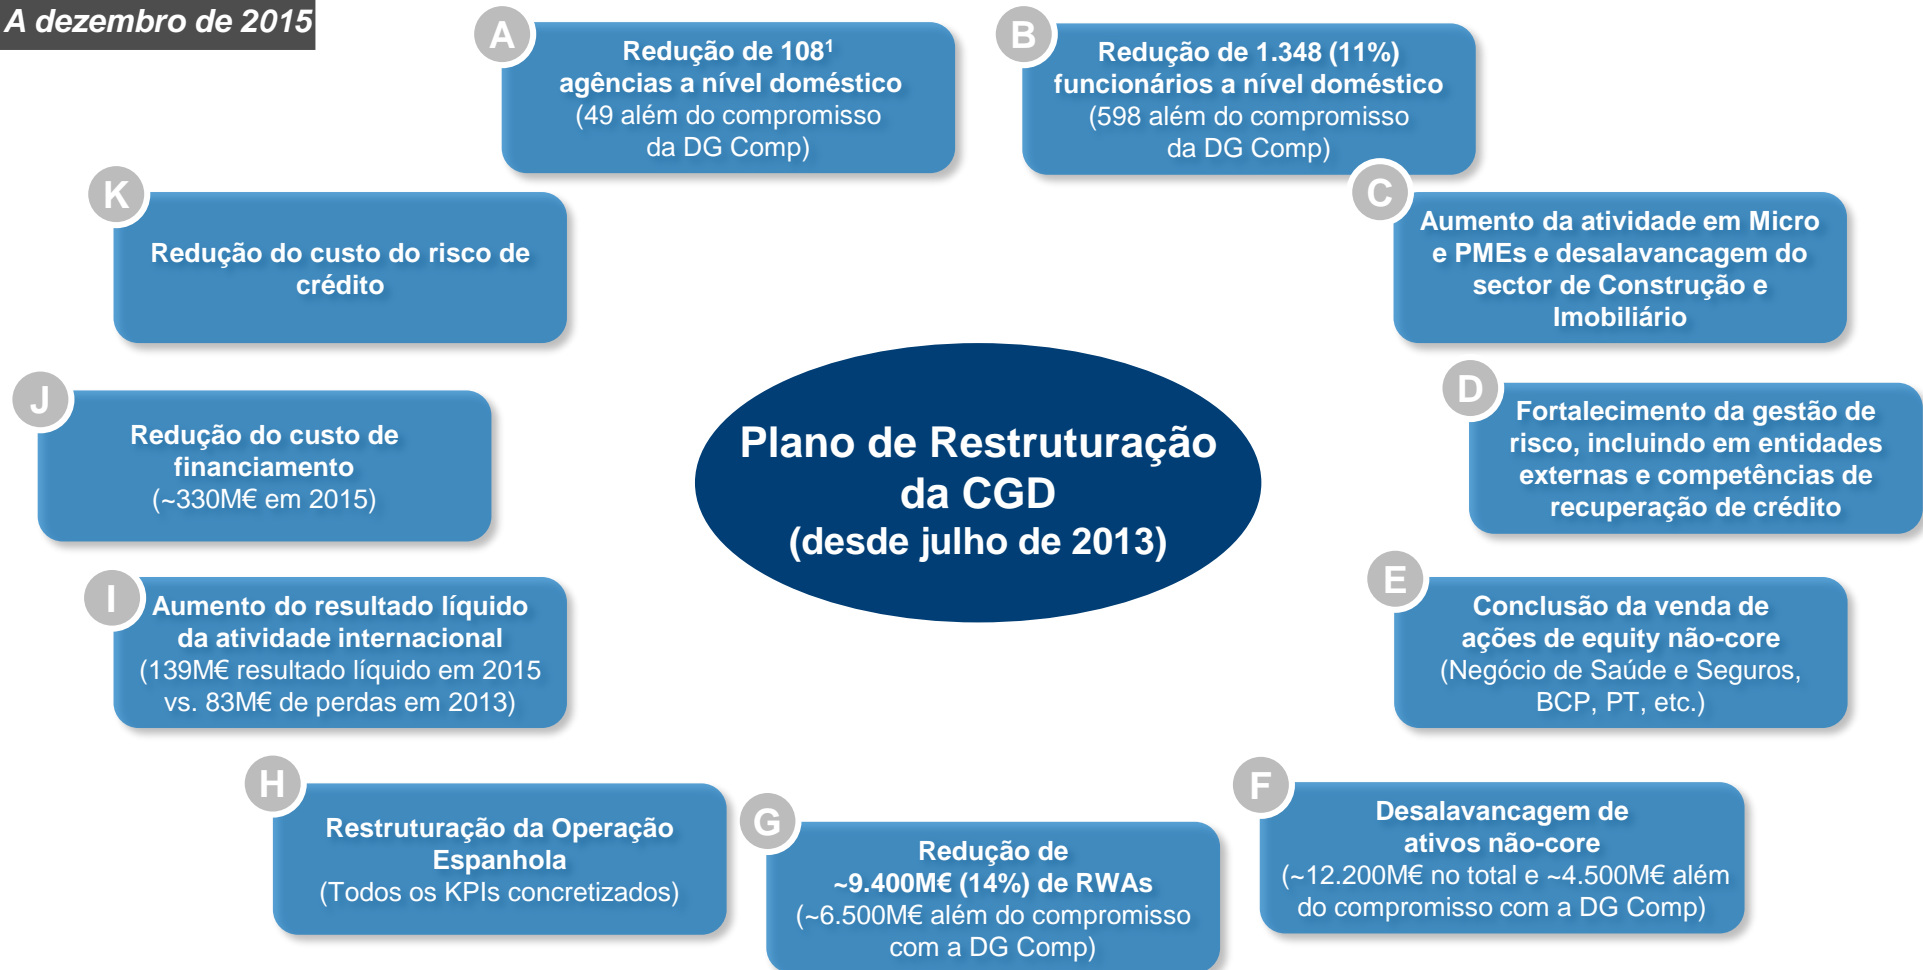 A dezembro de 2015
A
Redução de 108¹
agências a nível doméstico
(49 além do compromisso
da DG Comp)
B
Redução de 1.348 (11%)
funcionários a nível doméstico
(598 além do compromisso
da DG Comp)
C
Aumento da atividade em Micro
e PMEs e desalavancagem do
sector de Construção e
Imobiliário
D
Fortalecimento da gestão de
risco, incluindo em entidades
externas e competências de
recuperação de crédito
E
Conclusão da venda de
ações de equity não-core
(Negócio de Saúde e Seguros,
BCP, PT, etc.)
F
Desalavancagem de
ativos não-core
(~12.200M€ no total e ~4.500M€ além
do compromisso com a DG Comp)
G
Redução de
~9.400M€ (14%) de RWAs
(~6.500M€ além do compromisso
com a DG Comp)
H
Restruturação da Operação
Espanhola
(Todos os KPIs concretizados)
I
Aumento do resultado líquido
da atividade internacional
(139M€ resultado líquido em 2015
vs. 83M€ de perdas em 2013)
J
Redução do custo de
financiamento
(~330M€ em 2015)
K
Redução do custo do risco de
crédito
Plano de Restruturação
da CGD
(desde julho de 2013)